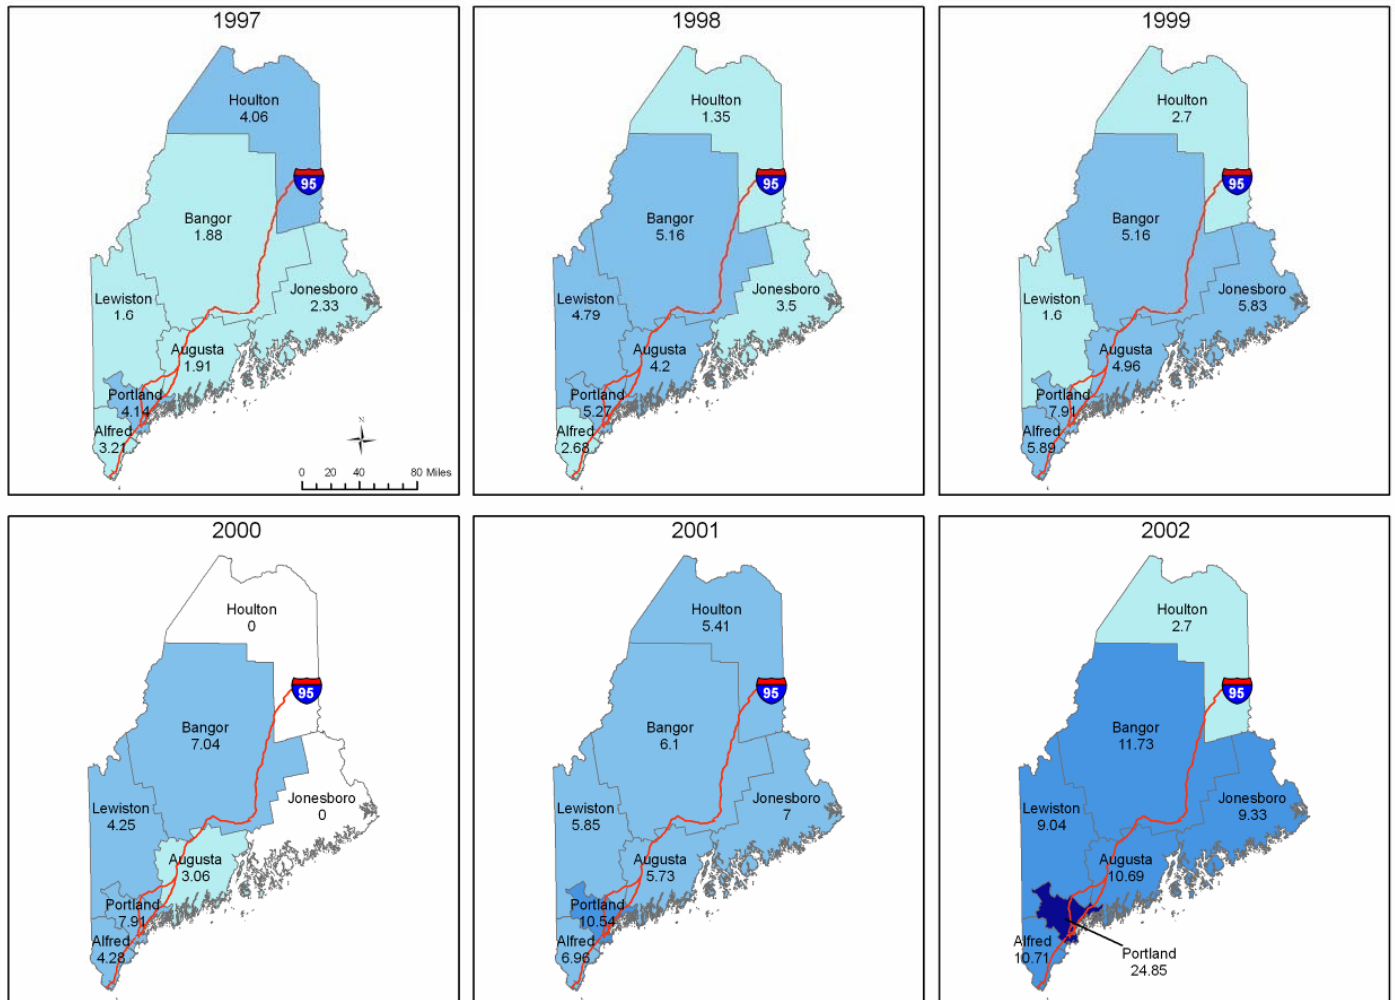 1997
Houlton
4.06
95
Bangor
1.88
Lewiston
1.6
Jonesboro
2.33
Augusta
1.91
Portland
4.14
Alfred
3.21
N
0 20 40 80 Miles
1998
Houlton
1.35
95
Bangor
5.16
Lewiston
4.79
Jonesboro
3.5
Augusta
4.2
Portland
5.27
Alfred
2.68
1999
Houlton
2.7
95
Bangor
5.16
Lewiston
1.6
Jonesboro
5.83
Augusta
4.96
Portland
7.91
Alfred
5.89
2000
Houlton
0
95
Bangor
7.04
Lewiston
4.25
Jonesboro
0
Augusta
3.06
Portland
7.91
Alfred
4.28
2001
Houlton
5.41
95
Bangor
6.1
Lewiston
5.85
Jonesboro
7
Augusta
5.73
Portland
10.54
Alfred
6.96
2002
Houlton
2.7
95
Bangor
11.73
Lewiston
9.04
Jonesboro
9.33
Augusta
10.69
Alfred
10.71
Portland
24.85